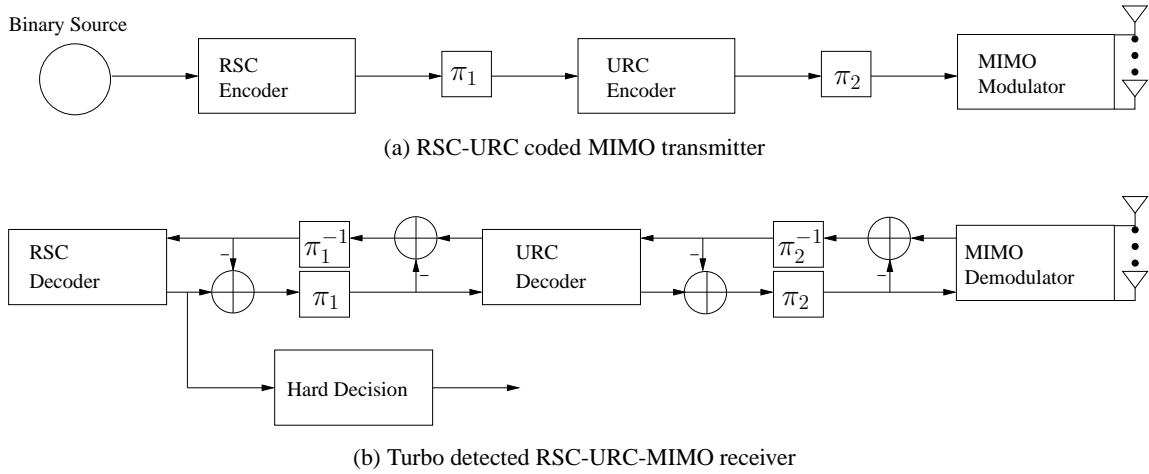 Binary Source
RSC
Encoder
π₁
URC
Encoder
π₂
MIMO
Modulator
(a) RSC-URC coded MIMO transmitter
RSC
Decoder
π₁⁻¹
-
-
π₁
URC
Decoder
π₂⁻¹
-
-
π₂
MIMO
Demodulator
Hard Decision
(b) Turbo detected RSC-URC-MIMO receiver